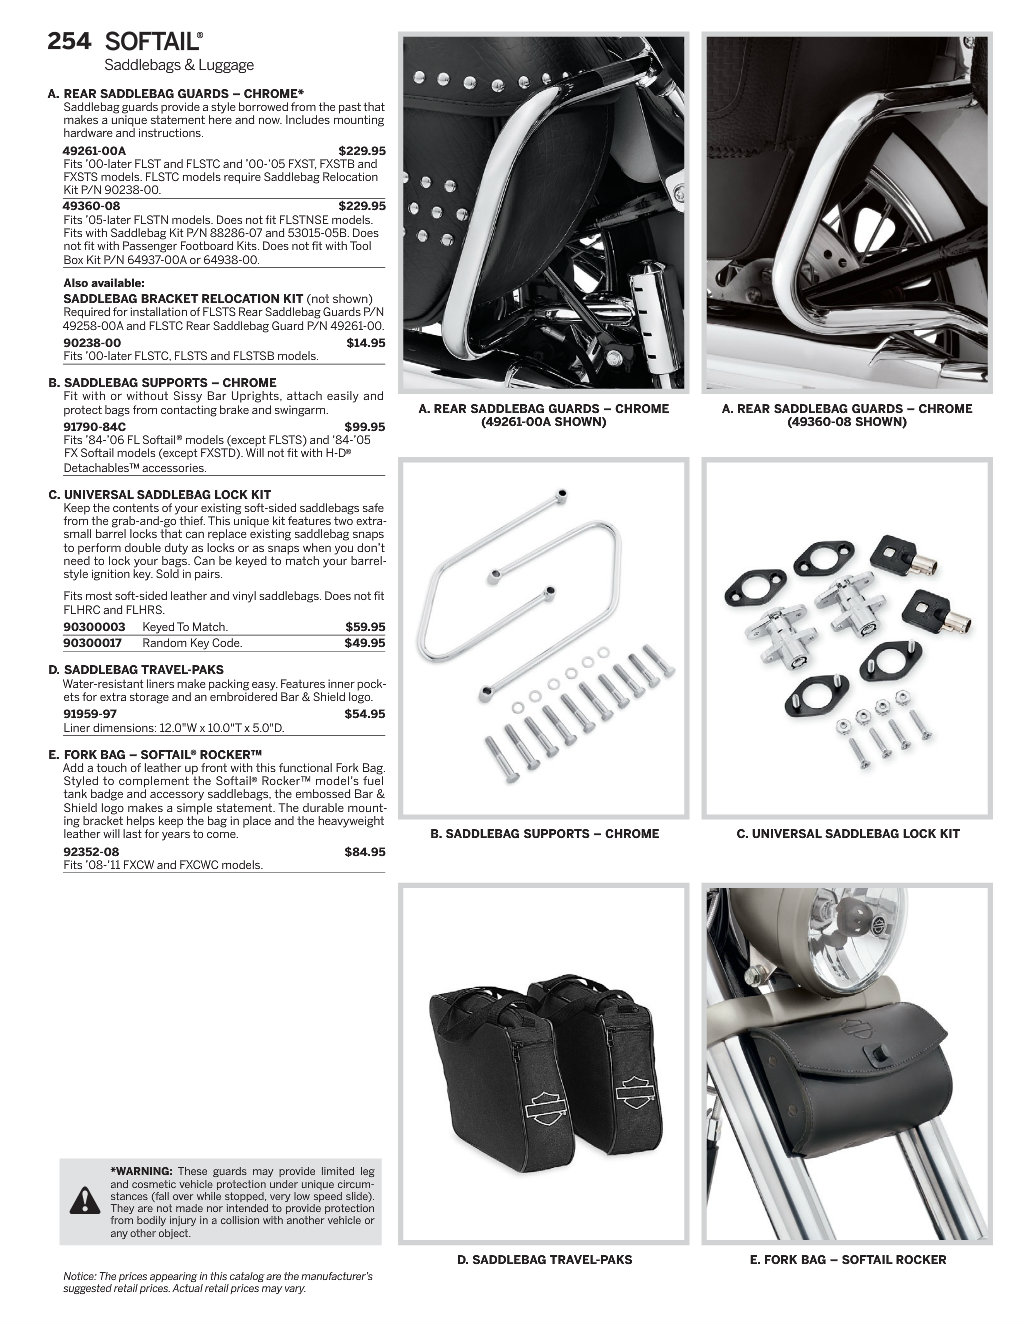 254 SOFTAIL®
Saddlebags & Luggage
A. REAR SADDLEBAG GUARDS – CHROME*
Saddlebag guards provide a style borrowed from the past that
makes a unique statement here and now. Includes mounting
hardware and instructions.
49261-00A $229.95
Fits ’00-later FLST and FLSTC and ’00-’05 FXST, FXSTB and
FXSTS models. FLSTC models require Saddlebag Relocation
Kit P/N 90238-00.
49360-08 $229.95
Fits ’05-later FLSTN models. Does not fit FLSTNSE models.
Fits with Saddlebag Kit P/N 88286-07 and 53015-05B. Does
not fit with Passenger Footboard Kits. Does not fit with Tool
Box Kit P/N 64937-00A or 64938-00.
Also available:
SADDLEBAG BRACKET RELOCATION KIT (not shown)
Required for installation of FLSTS Rear Saddlebag Guards P/N
49258-00A and FLSTC Rear Saddlebag Guard P/N 49261-00.
90238-00 $14.95
Fits ’00-later FLSTC, FLSTS and FLSTSB models.
B. SADDLEBAG SUPPORTS – CHROME
Fit with or without Sissy Bar Uprights, attach easily and
protect bags from contacting brake and swingarm.
91790-84C $99.95
Fits ’84-’06 FL Softail® models (except FLSTS) and ’84-’05
FX Softail models (except FXSTD). Will not fit with H-D®
Detachables™ accessories.
C. UNIVERSAL SADDLEBAG LOCK KIT
Keep the contents of your existing soft-sided saddlebags safe
from the grab-and-go thief. This unique kit features two extra-
small barrel locks that can replace existing saddlebag snaps
to perform double duty as locks or as snaps when you don’t
need to lock your bags. Can be keyed to match your barrel-
style ignition key. Sold in pairs.
Fits most soft-sided leather and vinyl saddlebags. Does not fit
FLHRC and FLHRS.
90300003 Keyed To Match. $59.95
90300017 Random Key Code. $49.95
D. SADDLEBAG TRAVEL-PAKS
Water-resistant liners make packing easy. Features inner pock-
ets for extra storage and an embroidered Bar & Shield logo.
91959-97 $54.95
Liner dimensions: 12.0"W x 10.0"T x 5.0"D.
E. FORK BAG – SOFTAIL® ROCKER™
Add a touch of leather up front with this functional Fork Bag.
Styled to complement the Softail® Rocker™ model’s fuel
tank badge and accessory saddlebags, the embossed Bar &
Shield logo makes a simple statement. The durable mount-
ing bracket helps keep the bag in place and the heavyweight
leather will last for years to come.
92352-08 $84.95
Fits ’08-’11 FXCW and FXCWC models.
*WARNING: These guards may provide limited leg
and cosmetic vehicle protection under unique circum-
stances (fall over while stopped, very low speed slide).
They are not made nor intended to provide protection
from bodily injury in a collision with another vehicle or
any other object.
Notice: The prices appearing in this catalog are the manufacturer’s
suggested retail prices. Actual retail prices may vary.
A. REAR SADDLEBAG GUARDS – CHROME
(49261-00A SHOWN)
A. REAR SADDLEBAG GUARDS – CHROME
(49360-08 SHOWN)
B. SADDLEBAG SUPPORTS – CHROME
C. UNIVERSAL SADDLEBAG LOCK KIT
D. SADDLEBAG TRAVEL-PAKS
E. FORK BAG – SOFTAIL ROCKER